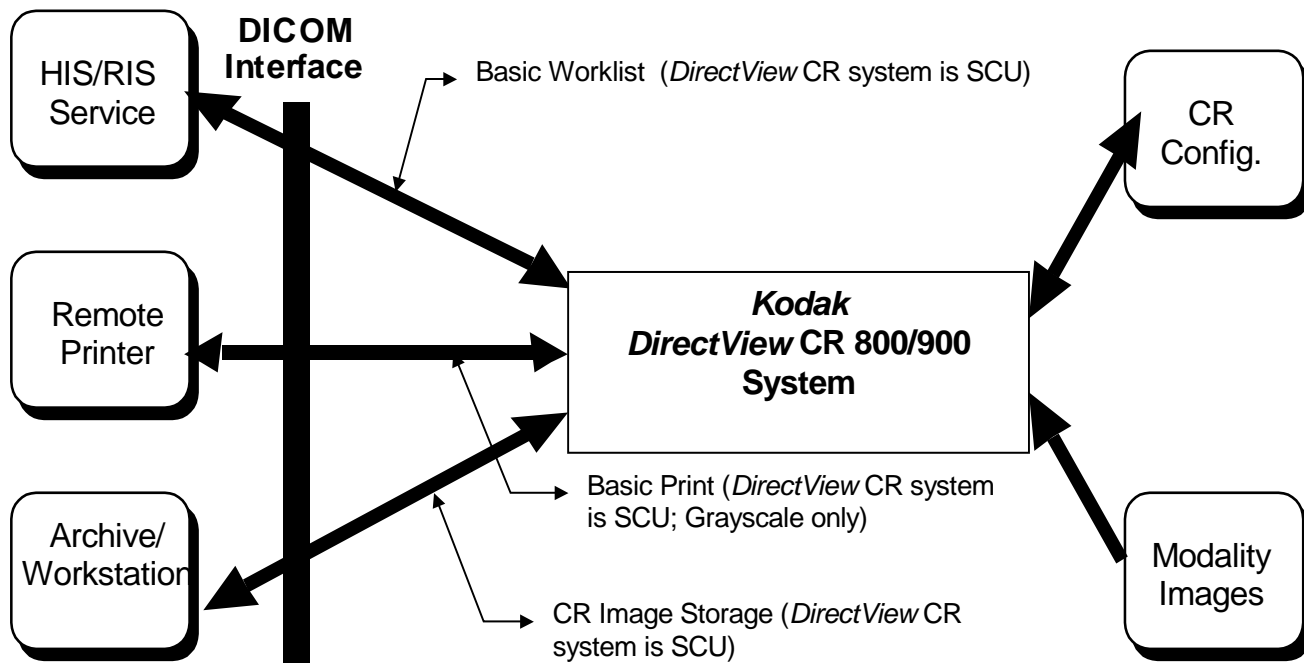 HIS/RIS
Service
DICOM
Interface
Basic Worklist (DirectView CR system is SCU)
CR
Config.
Remote
Printer
Kodak
DirectView CR 800/900
System
Basic Print (DirectView CR system
is SCU; Grayscale only)
Archive/
Workstation
CR Image Storage (DirectView CR
system is SCU)
Modality
Images